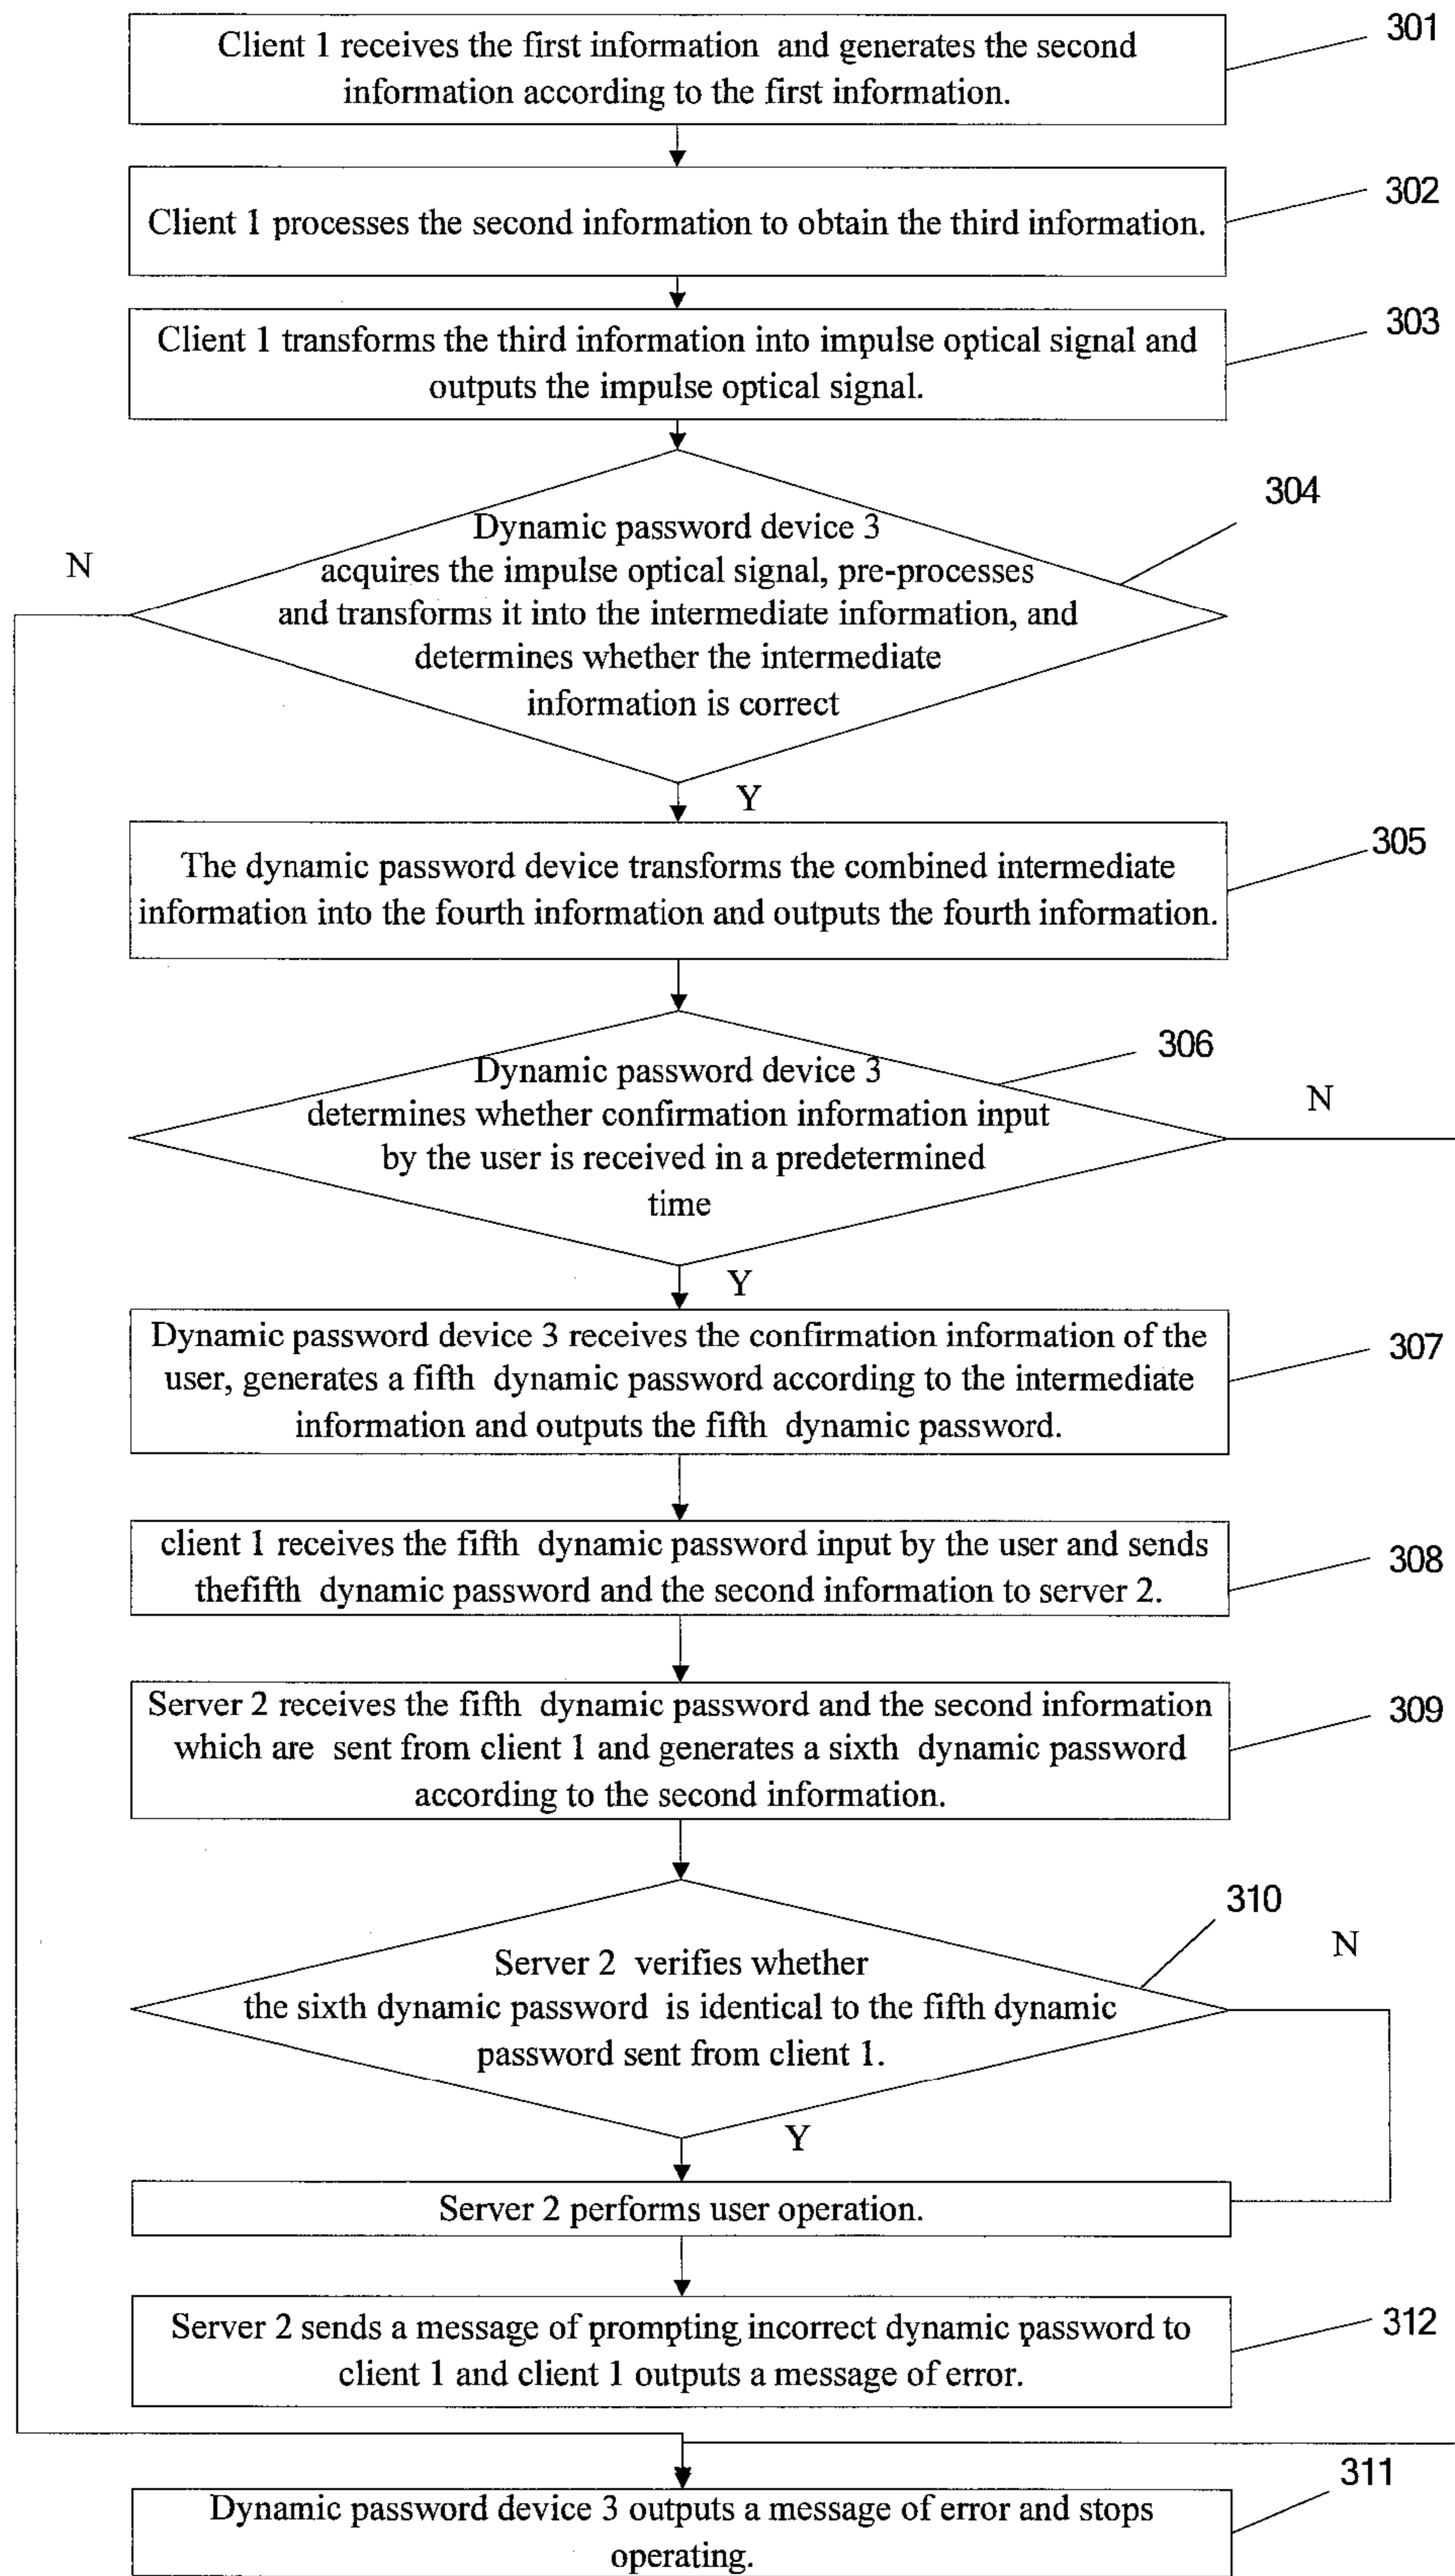 Client 1 receives the first information and generates the second
information according to the first information.
301
Client 1 processes the second information to obtain the third information.
302
Client 1 transforms the third information into impulse optical signal and
outputs the impulse optical signal.
303
Dynamic password device 3
acquires the impulse optical signal, pre-processes
and transforms it into the intermediate information, and
determines whether the intermediate
information is correct
304
N
Y
The dynamic password device transforms the combined intermediate
information into the fourth information and outputs the fourth information.
305
Dynamic password device 3
determines whether confirmation information input
by the user is received in a predetermined
time
306
N
Y
Dynamic password device 3 receives the confirmation information of the
user, generates a fifth dynamic password according to the intermediate
information and outputs the fifth dynamic password.
307
client 1 receives the fifth dynamic password input by the user and sends
thefifth dynamic password and the second information to server 2.
308
Server 2 receives the fifth dynamic password and the second information
which are sent from client 1 and generates a sixth dynamic password
according to the second information.
309
Server 2 verifies whether
the sixth dynamic password is identical to the fifth dynamic
password sent from client 1.
310
N
Y
Server 2 performs user operation.
Server 2 sends a message of prompting incorrect dynamic password to
client 1 and client 1 outputs a message of error.
312
Dynamic password device 3 outputs a message of error and stops
operating.
311